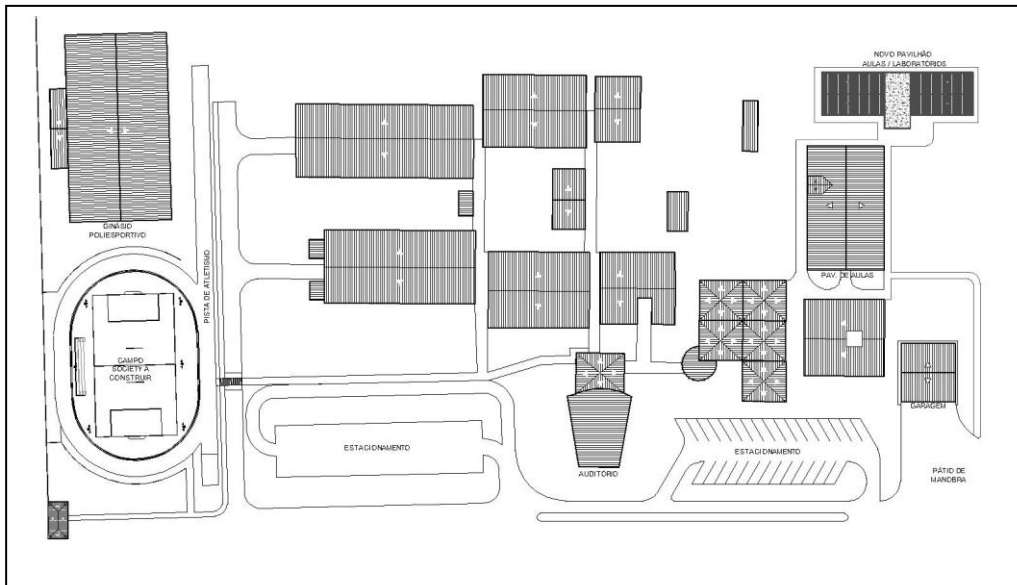 NOVO PAVILHÃO
AULAS / LABORATÓRIOS
GINÁSIO
POLIESPORTIVO
PISTA DE ATLETISMO
PAV. DE AULAS
CAMPO
SOCIETY A
CONSTRUIR
GARAGEM
ESTACIONAMENTO
ESTACIONAMENTO
AUDITÓRIO
PÁTIO DE
MANOBRA